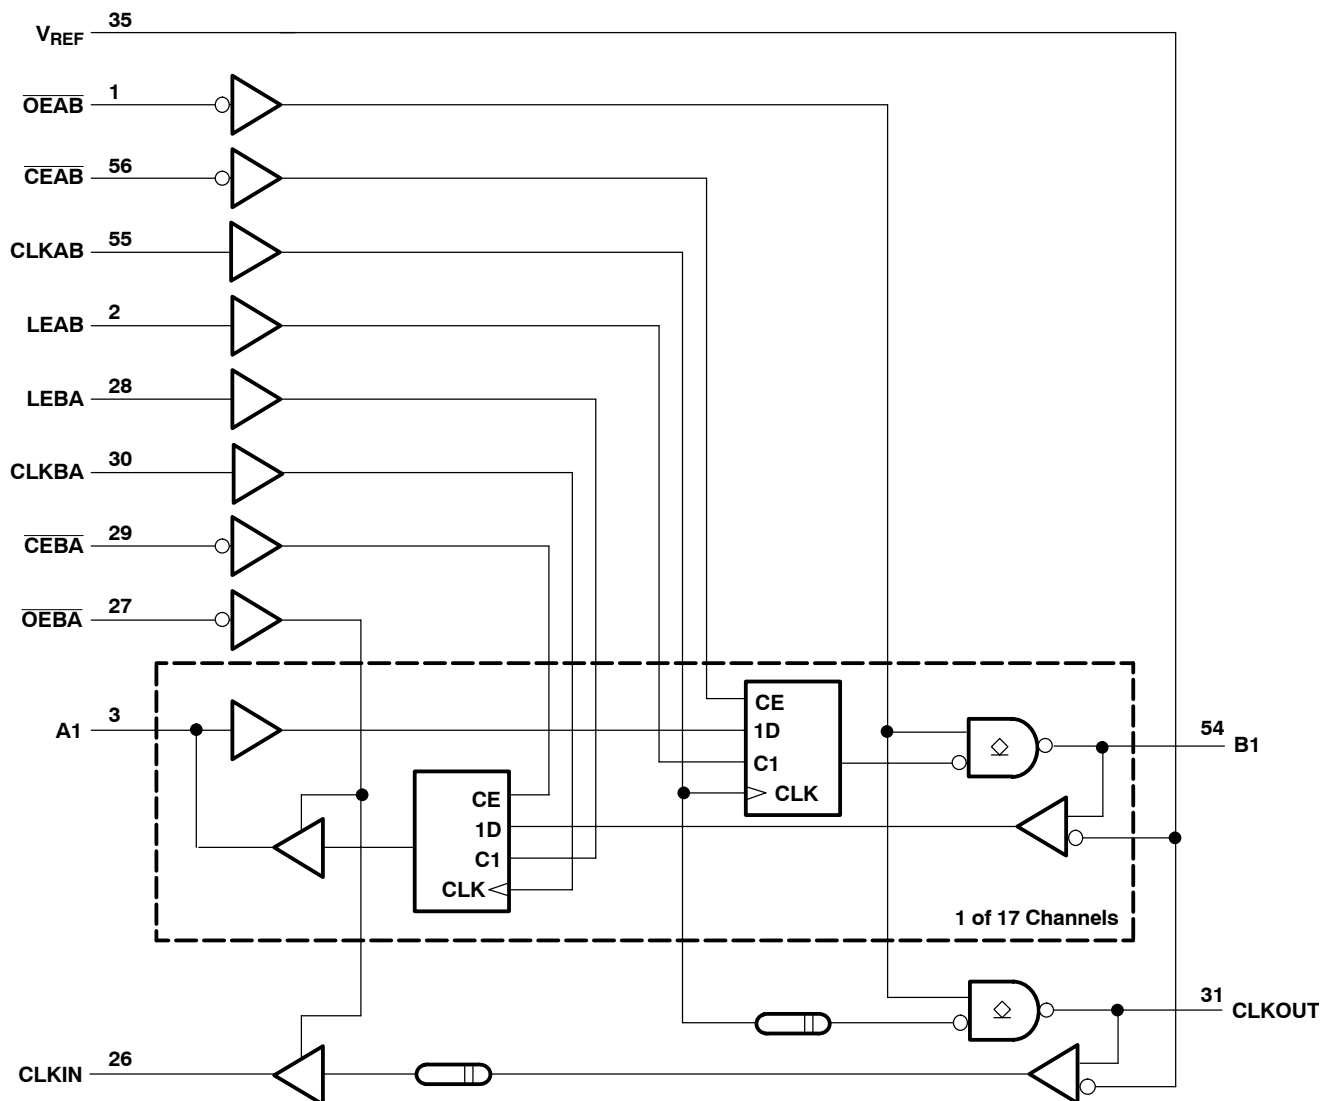 VREF 35
OEAB 1
CEAB 56
CLKAB 55
LEAB 2
LEBA 28
CLKBA 30
CEBA 29
OEBA 27
A1 3
CE
1D
C1
CLK
54 B1
CE
1D
C1
CLK
1 of 17 Channels
31 CLKOUT
CLKIN 26